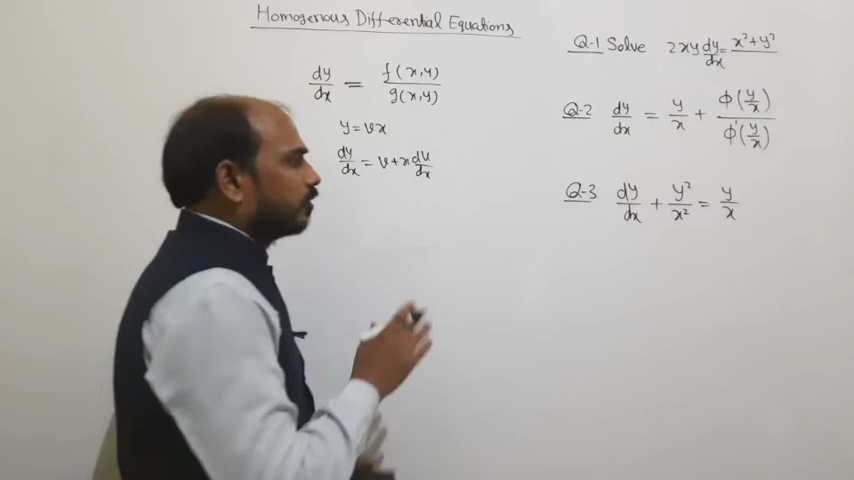 Homogenous Differential Equations
dy/dx = f(x,y)/g(x,y)
y = vx
dy/dx = v + x dv/dx
Q-1 Solve 2xy dy/dx = x² + y²
Q-2 dy/dx = y/x + ϕ(y/x)/ϕ'(y/x)
Q-3 dy/dx + y²/x² = y/x